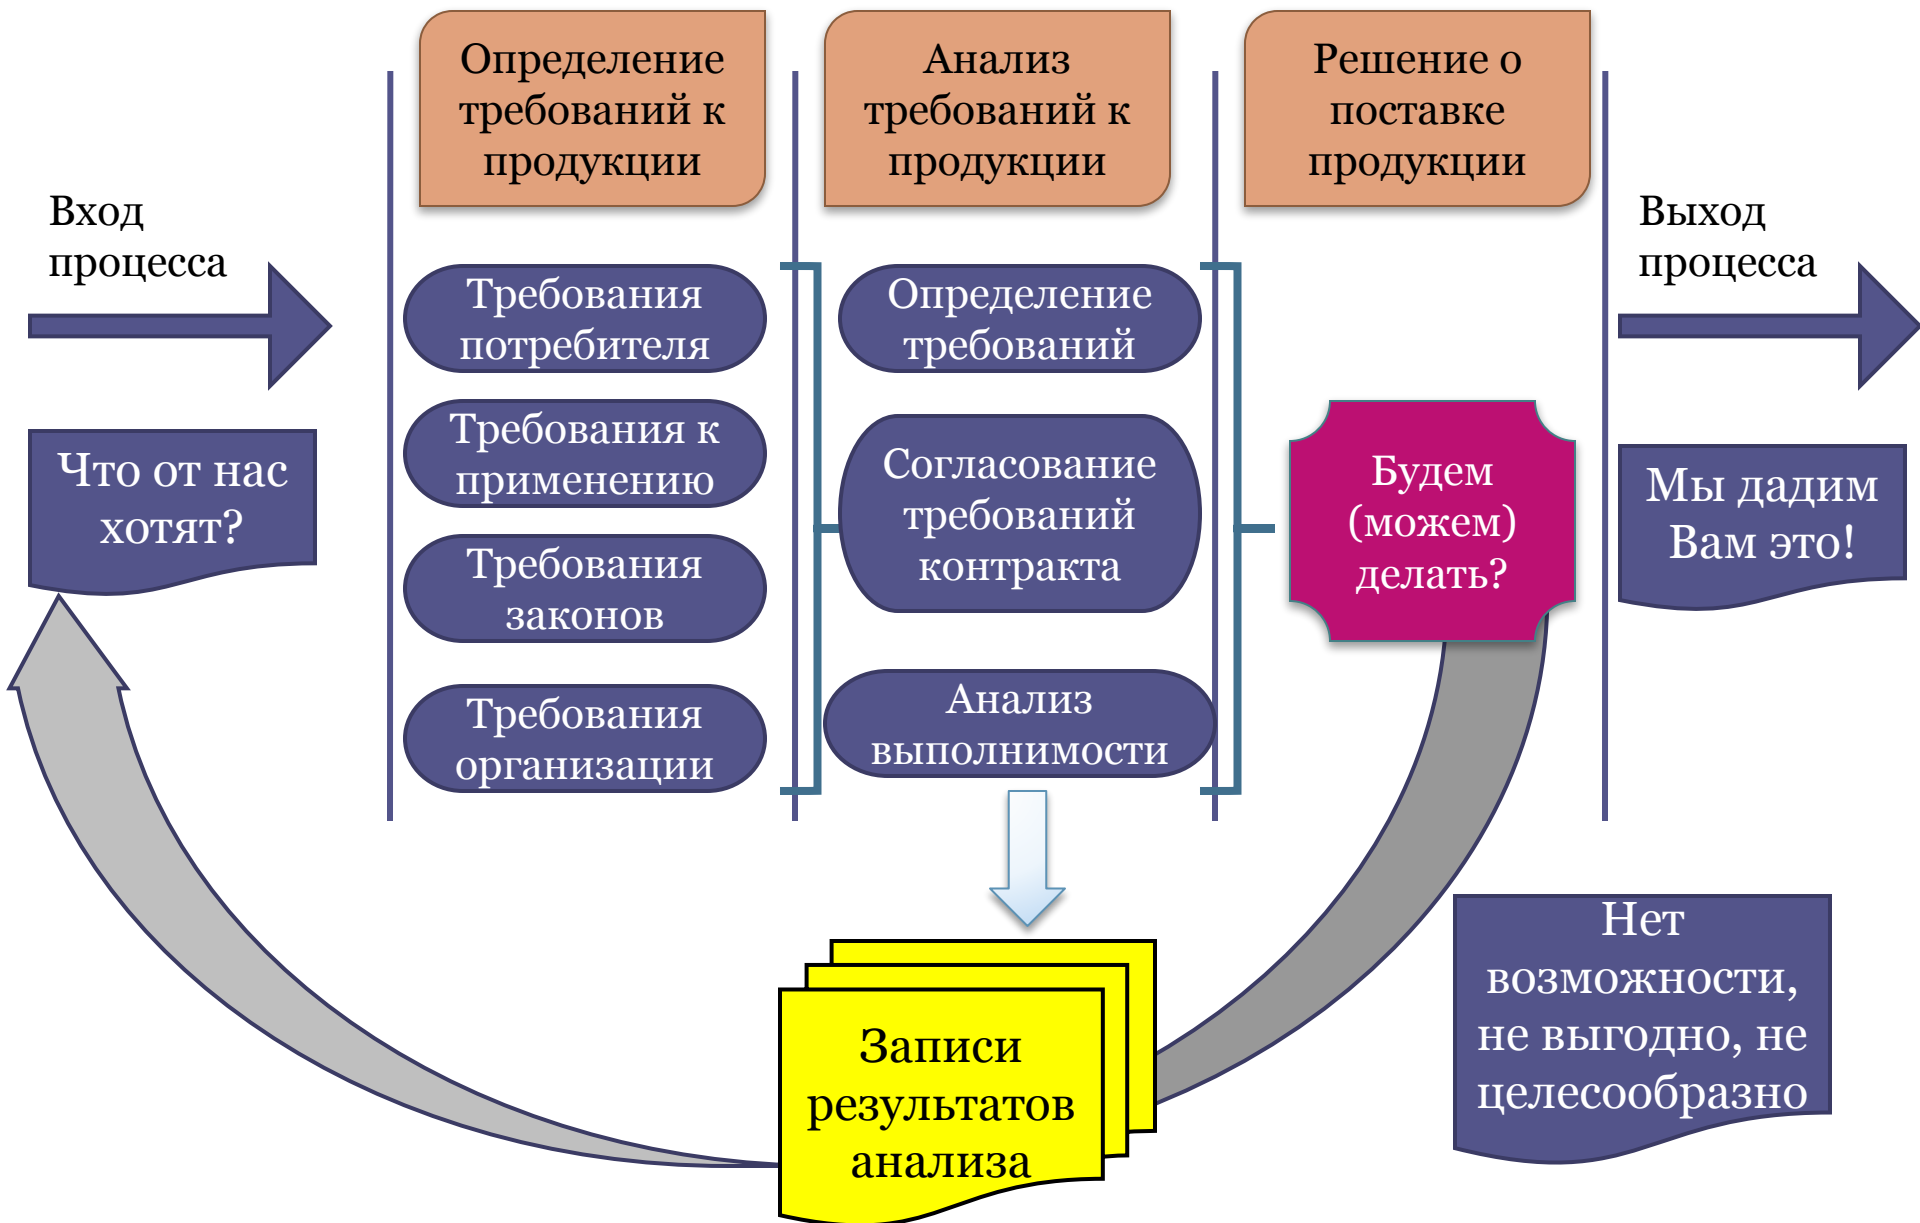 Определение
требований к
продукции
Анализ
требований к
продукции
Решение о
поставке
продукции
Вход
процесса
Выход
процесса
Что от нас
хотят?
Требования
потребителя
Требования к
применению
Требования
законов
Требования
организации
Определение
требований
Согласование
требований
контракта
Анализ
выполнимости
Будем
(можем)
делать?
Мы дадим
Вам это!
Записи
результатов
анализа
Нет
возможности,
не выгодно, не
целесообразно